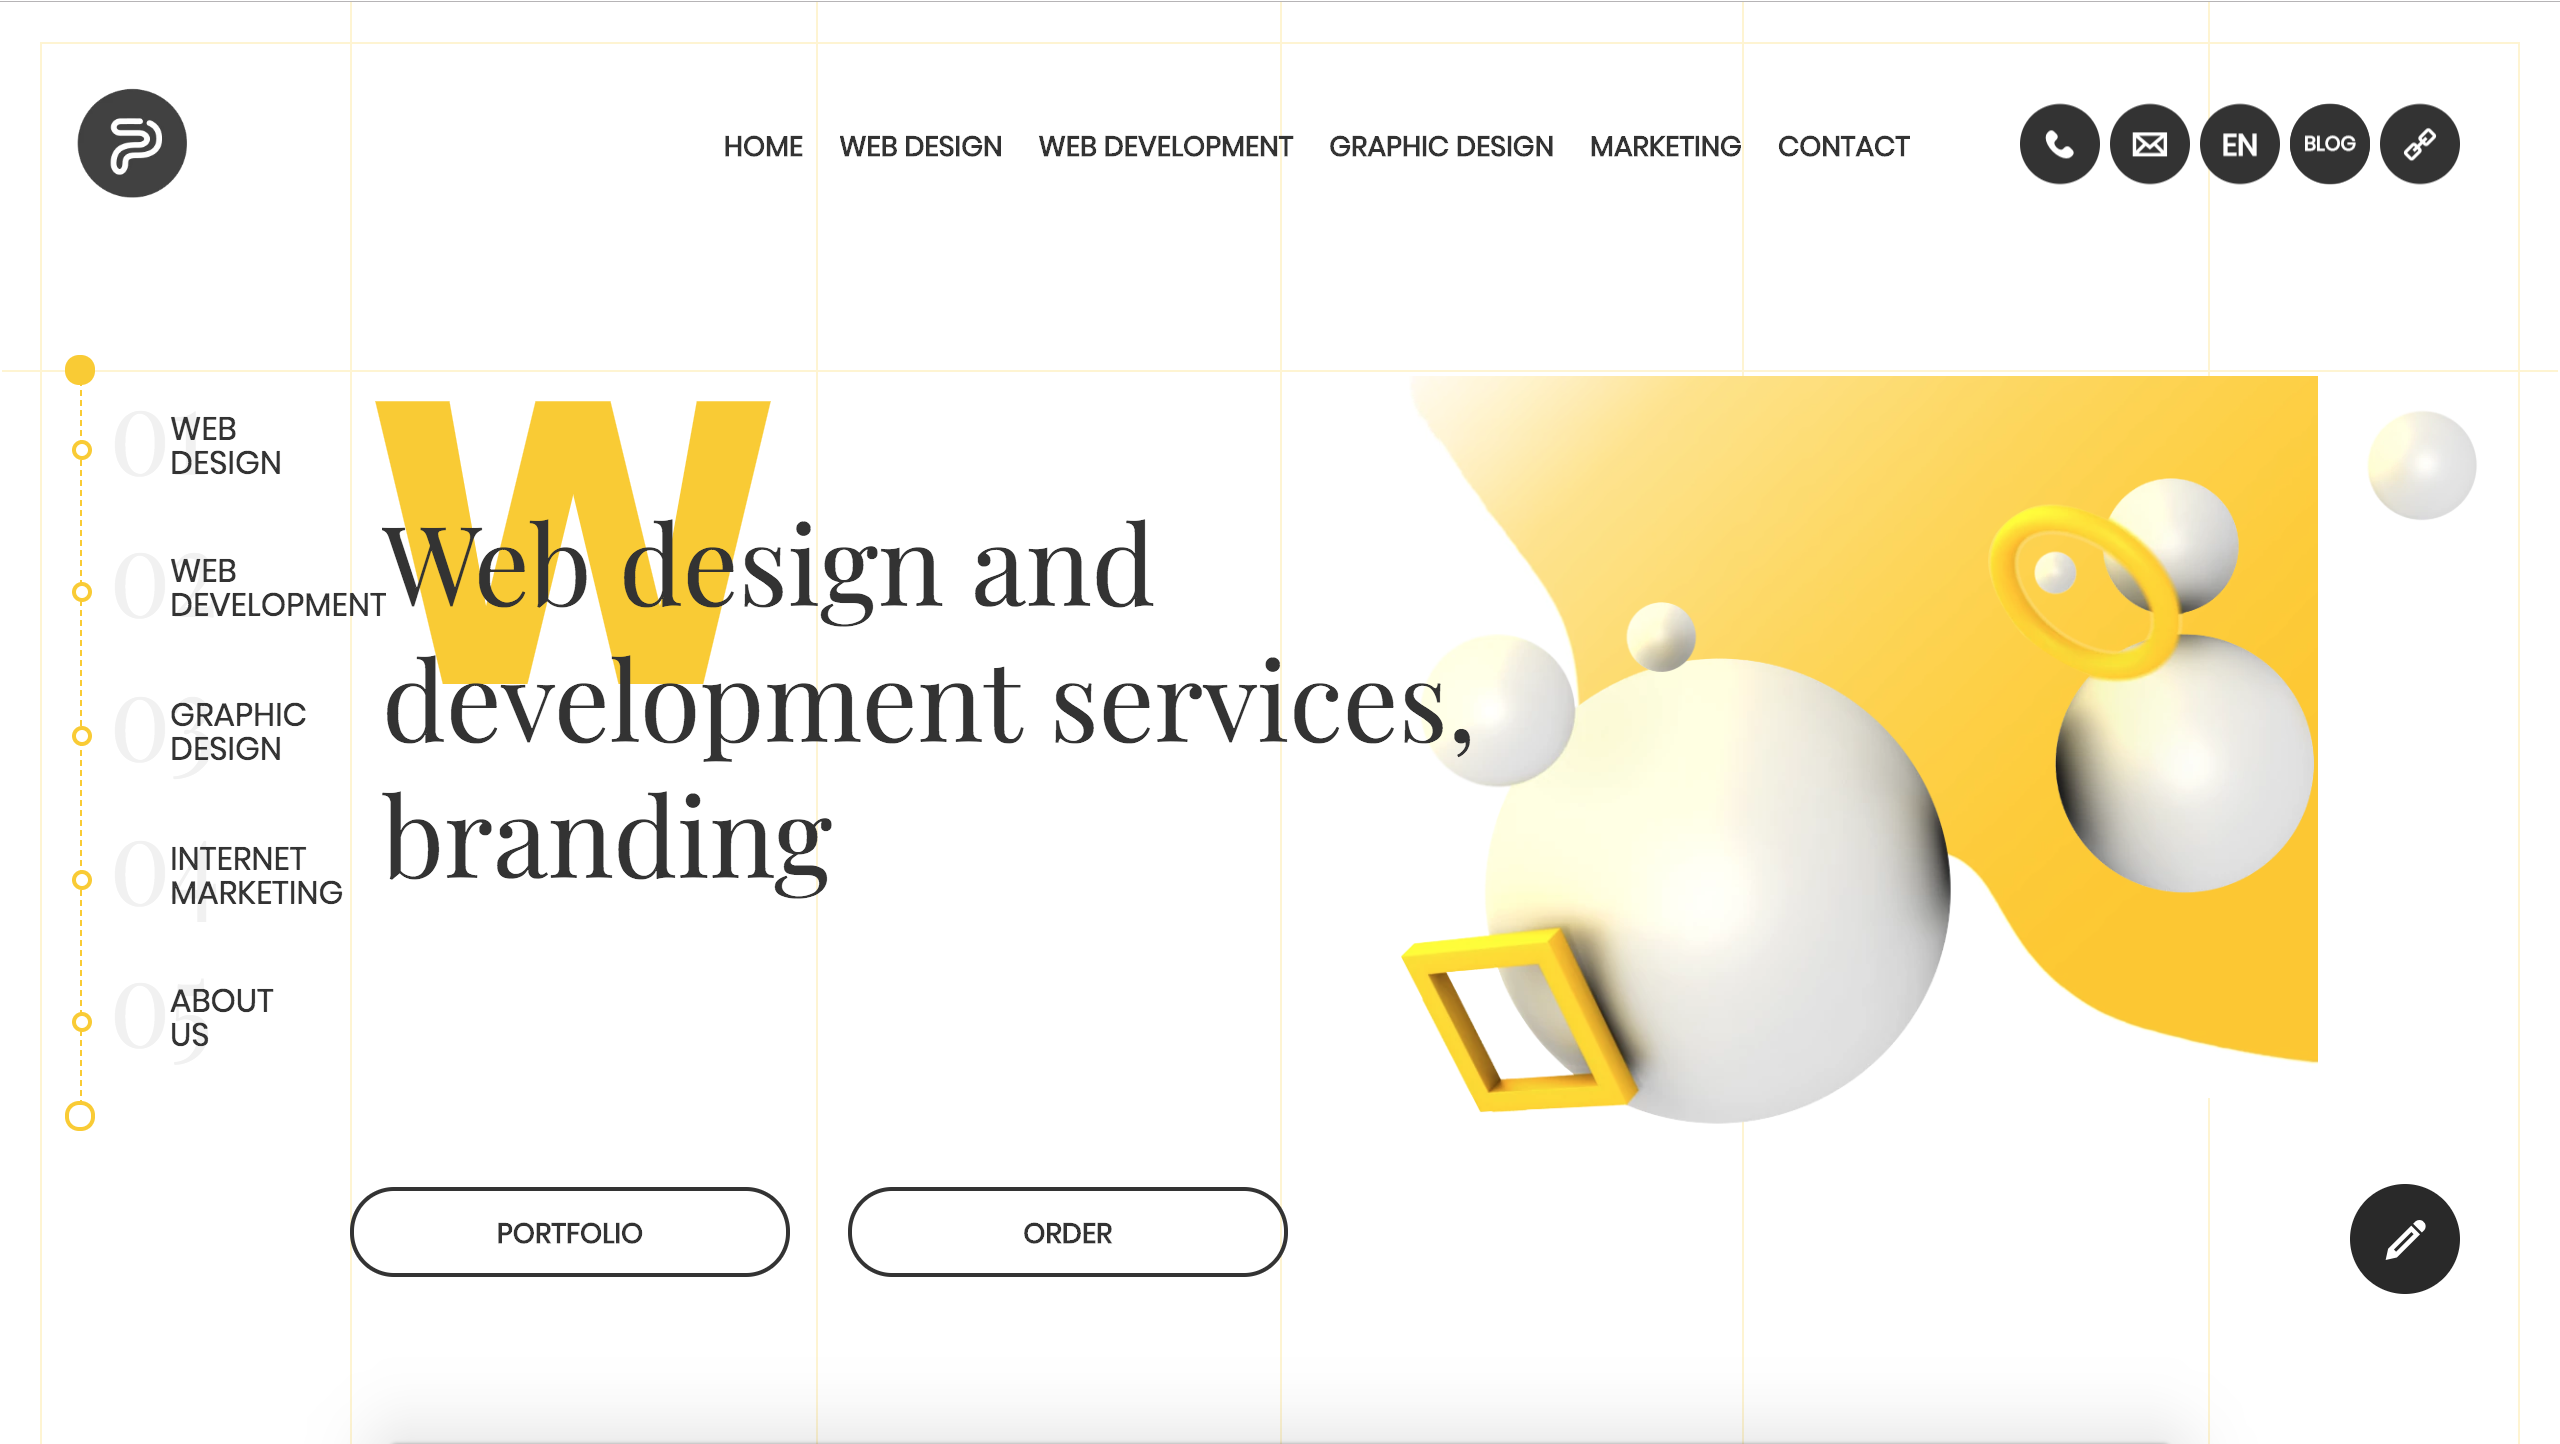 HOME WEB DESIGN WEB DEVELOPMENT GRAPHIC DESIGN MARKETING CONTACT EN BLOG
01 WEB
DESIGN
02 WEB
DEVELOPMENT
03 GRAPHIC
DESIGN
04 INTERNET
MARKETING
05 ABOUT
US
W
Web design and
development services,
branding
PORTFOLIO ORDER